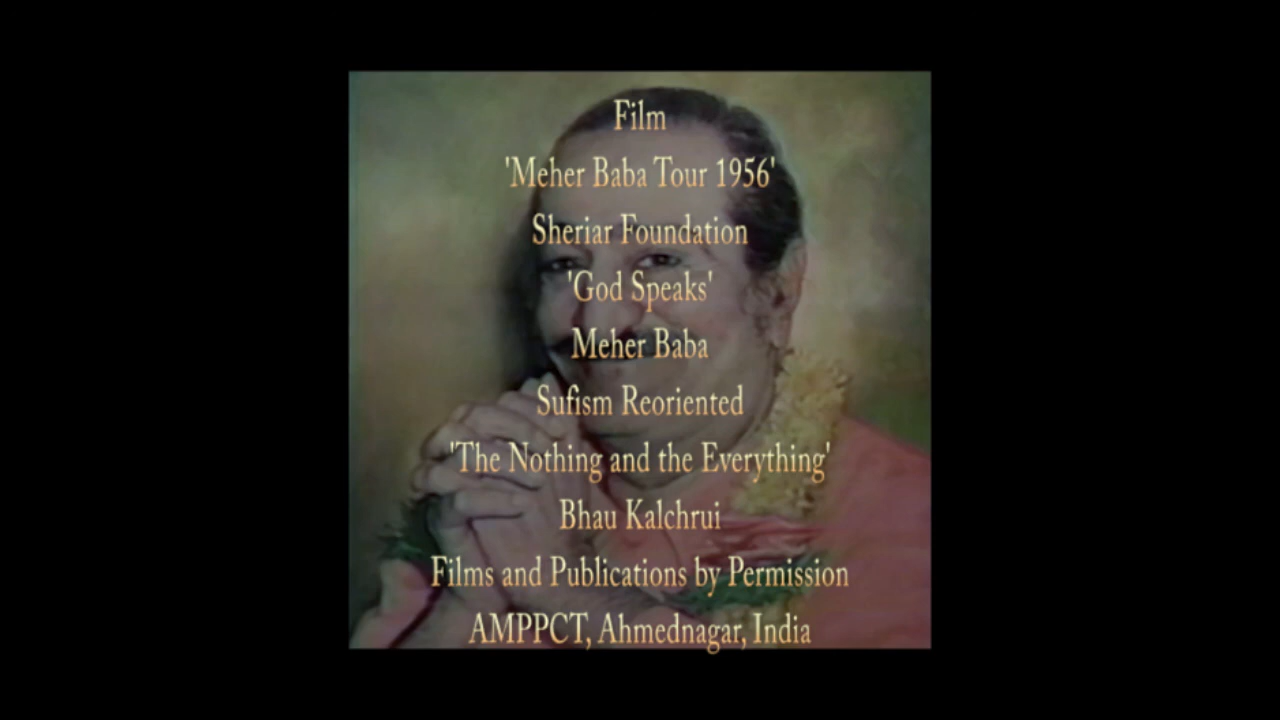 Film
'Meher Baba Tour 1956'
Sheriar Foundation
'God Speaks'
Meher Baba
Sufism Reoriented
'The Nothing and the Everything'
Bhau Kalchrui
Films and Publications by Permission
AMPPCT, Ahmednagar, India